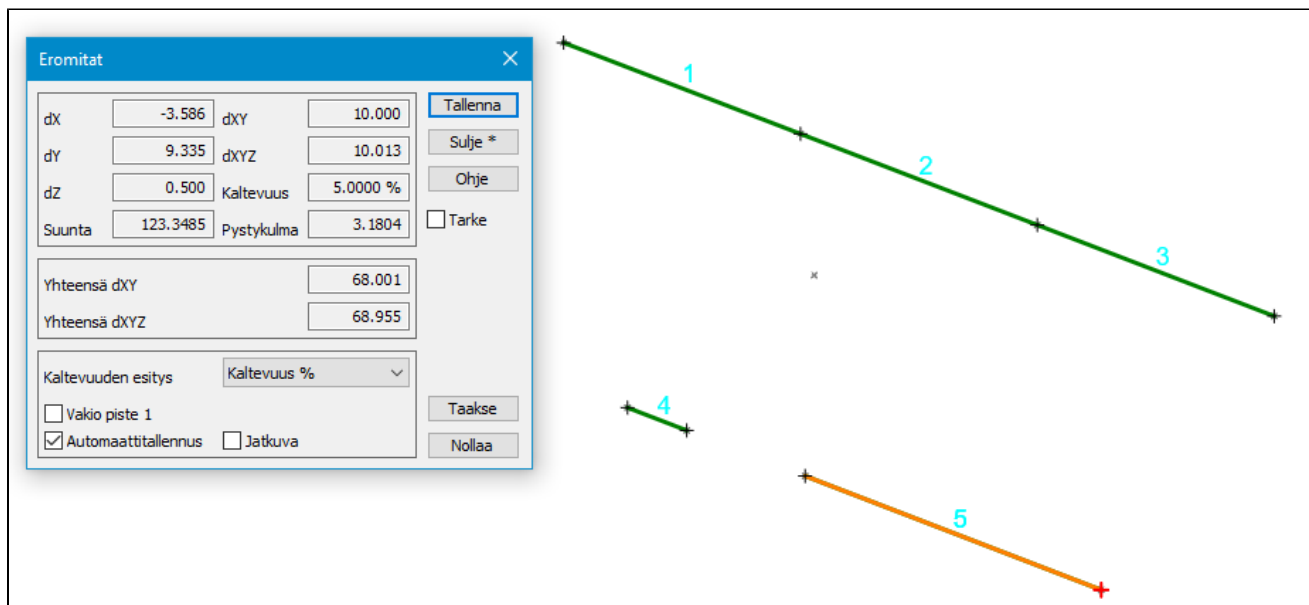 Eromitat
dX -3.586 dXY 10.000 Tallenna
dY 9.335 dXYZ 10.013 Sulje *
dZ 0.500 Kaltevuus 5.0000 % Ohje
Suunta 123.3485 Pystykulma 3.1804 Tarke
Yhteensä dXY 68.001
Yhteensä dXYZ 68.955
Kaltevuuden esitys Kaltevuus %
Vakio piste 1 Taakse
Automaattitallennus Jatkuva Nollaa
1
2
3
4
5